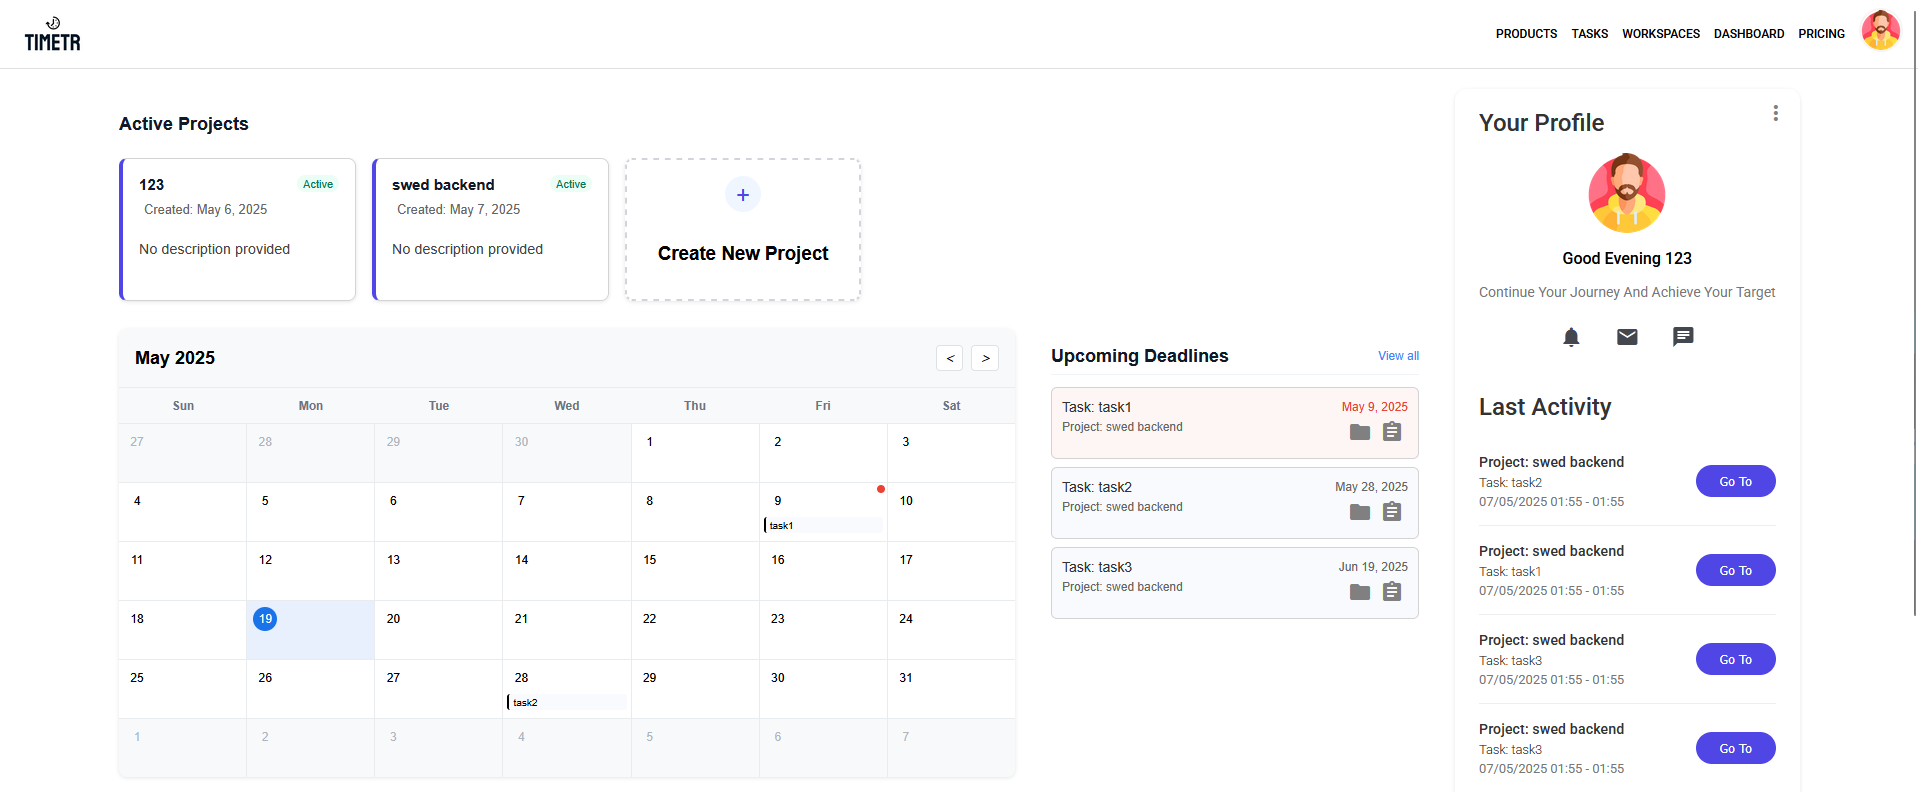 TIMETR
PRODUCTS TASKS WORKSPACES DASHBOARD PRICING
Active Projects
123 Active
Created: May 6, 2025
No description provided
swed backend Active
Created: May 7, 2025
No description provided
+
Create New Project
May 2025 < >
Sun Mon Tue Wed Thu Fri Sat
27 28 29 30 1 2 3
4 5 6 7 8 9 10
task1
11 12 13 14 15 16 17
18 19 20 21 22 23 24
25 26 27 28 29 30 31
task2
1 2 3 4 5 6 7
Upcoming Deadlines View all
Task: task1 May 9, 2025
Project: swed backend
Task: task2 May 28, 2025
Project: swed backend
Task: task3 Jun 19, 2025
Project: swed backend
Your Profile
Good Evening 123
Continue Your Journey And Achieve Your Target
Last Activity
Project: swed backend
Task: task2
07/05/2025 01:55 - 01:55
Go To
Project: swed backend
Task: task1
07/05/2025 01:55 - 01:55
Go To
Project: swed backend
Task: task3
07/05/2025 01:55 - 01:55
Go To
Project: swed backend
Task: task3
07/05/2025 01:55 - 01:55
Go To